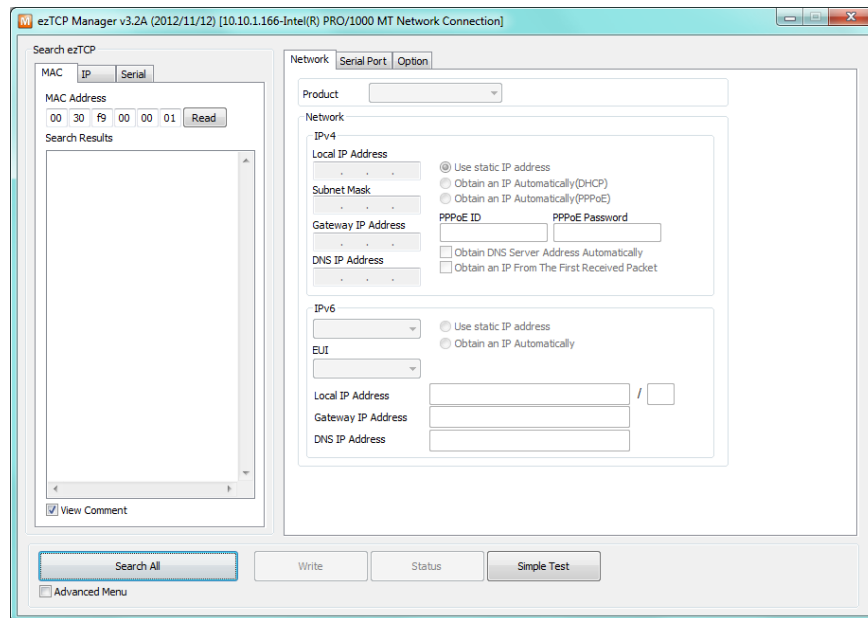 M ezTCP Manager v3.2A (2012/11/12) [10.10.1.166-Intel(R) PRO/1000 MT Network Connection]
Search ezTCP
MAC IP Serial
MAC Address
00 30 f9 00 00 01 Read
Search Results
View Comment
Network Serial Port Option
Product
Network
IPv4
Local IP Address
. . .
Subnet Mask
. . .
Gateway IP Address
. . .
DNS IP Address
. . .
Use static IP address
Obtain an IP Automatically(DHCP)
Obtain an IP Automatically(PPPoE)
PPPoE ID PPPoE Password
Obtain DNS Server Address Automatically
Obtain an IP From The First Received Packet
IPv6
Use static IP address
EUI
Obtain an IP Automatically
Local IP Address /
Gateway IP Address
DNS IP Address
Search All Write Status Simple Test
Advanced Menu